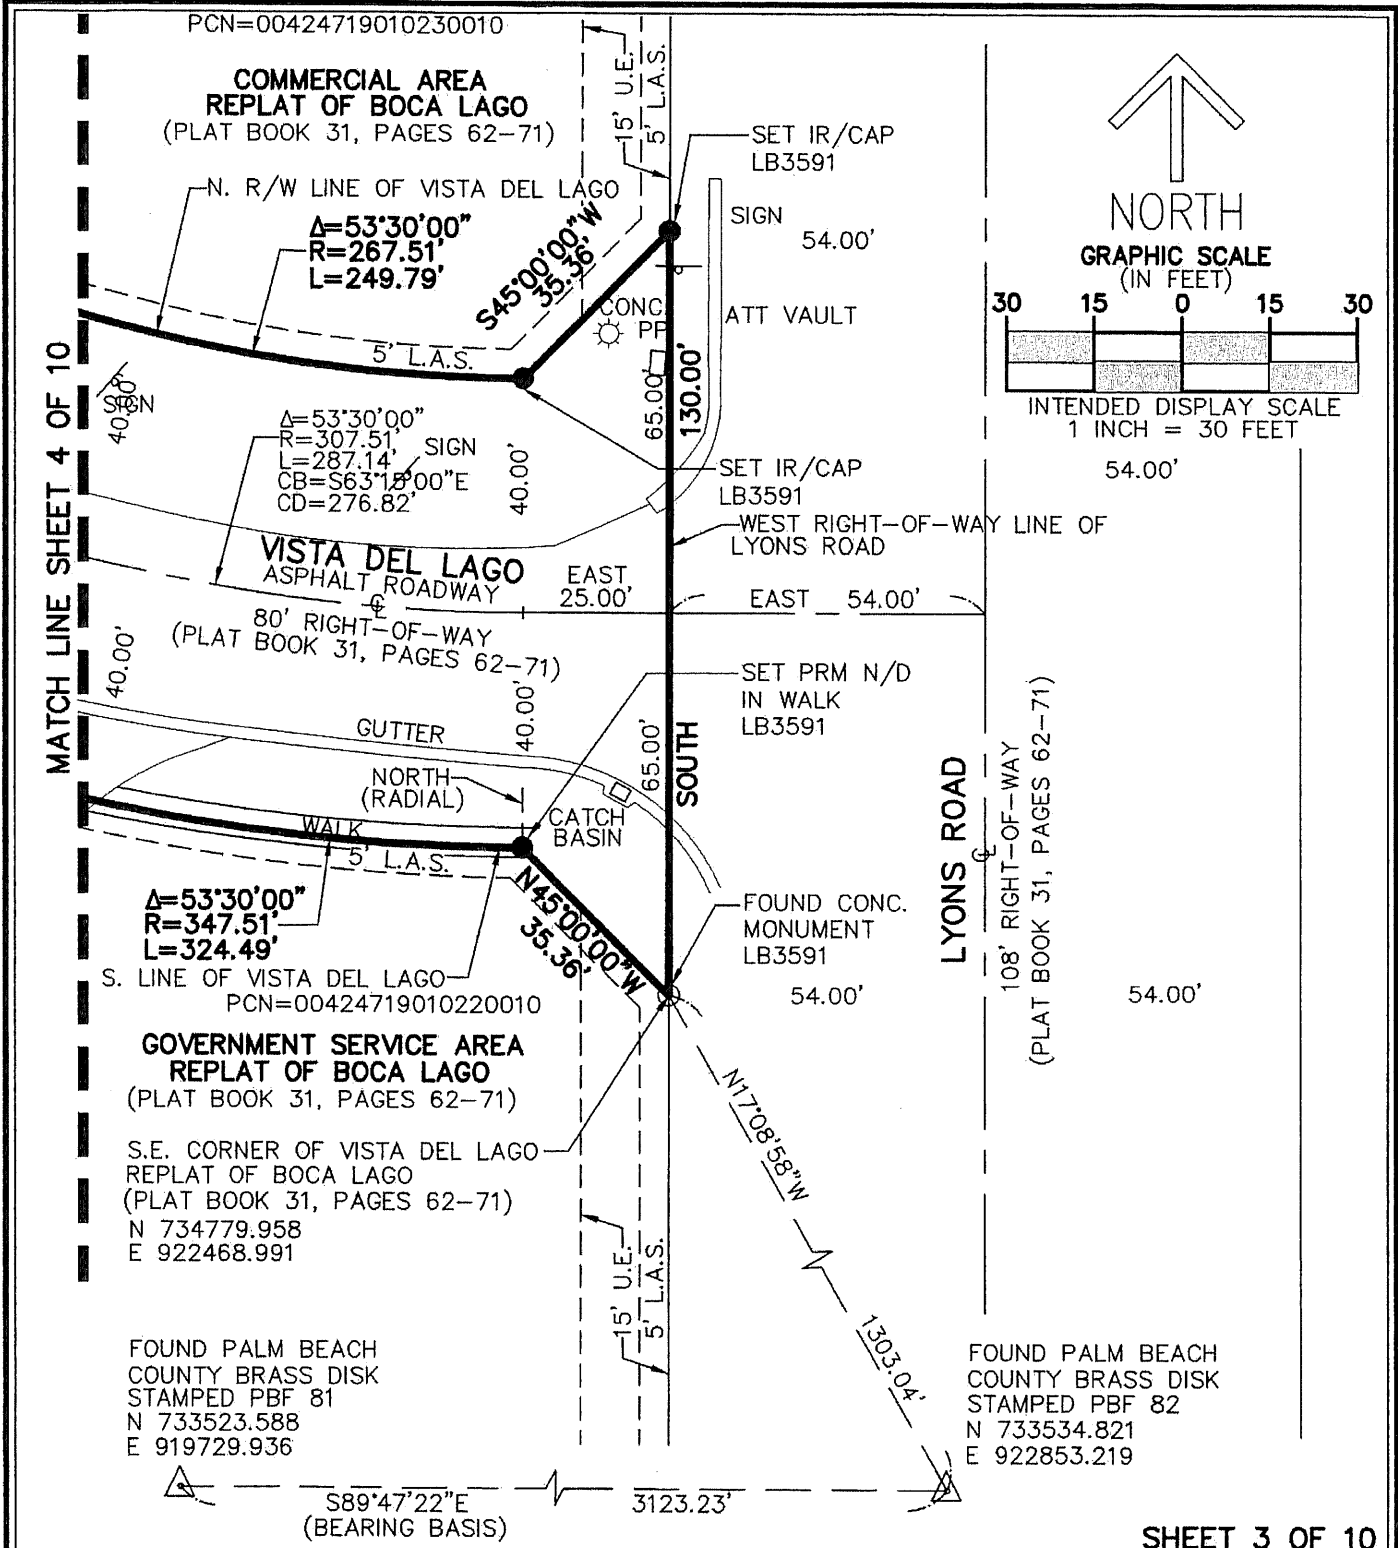 PCN=00424719010230010
COMMERCIAL AREA
REPLAT OF BOCA LAGO
(PLAT BOOK 31, PAGES 62-71)
15' U.E.
5' L.A.S.
SET IR/CAP
LB3591
NORTH
GRAPHIC SCALE
(IN FEET)
30 15 0 15 30
INTENDED DISPLAY SCALE
1 INCH = 30 FEET
N. R/W LINE OF VISTA DEL LAGO
Δ=53°30'00"
R=267.51'
L=249.79'
S45°00'00"W
35.36'
SIGN
54.00'
CONC
PP
ATT VAULT
5' L.A.S.
65.00'
130.00'
MATCH LINE SHEET 4 OF 10
SIGN
40.00'
Δ=53°30'00"
R=307.51'
L=287.14'
CB=S63°15'00"E
CD=276.82'
SIGN
40.00'
SET IR/CAP
LB3591
54.00'
WEST RIGHT-OF-WAY LINE OF
LYONS ROAD
VISTA DEL LAGO
ASPHALT ROADWAY
EAST
25.00'
EAST 54.00'
80' RIGHT-OF-WAY
(PLAT BOOK 31, PAGES 62-71)
40.00'
40.00'
SET PRM N/D
IN WALK
LB3591
GUTTER
65.00'
SOUTH
NORTH
(RADIAL)
CATCH
BASIN
WALK
5' L.A.S.
LYONS ROAD
108' RIGHT-OF-WAY
(PLAT BOOK 31, PAGES 62-71)
Δ=53°30'00"
R=347.51'
L=324.49'
N45°00'00"W
35.36'
FOUND CONC.
MONUMENT
LB3591
S. LINE OF VISTA DEL LAGO
PCN=00424719010220010
54.00'
54.00'
GOVERNMENT SERVICE AREA
REPLAT OF BOCA LAGO
(PLAT BOOK 31, PAGES 62-71)
S.E. CORNER OF VISTA DEL LAGO
REPLAT OF BOCA LAGO
(PLAT BOOK 31, PAGES 62-71)
N 734779.958
E 922468.991
N17°08'58"W
1303.04'
15' U.E.
5' L.A.S.
FOUND PALM BEACH
COUNTY BRASS DISK
STAMPED PBF 81
N 733523.588
E 919729.936
FOUND PALM BEACH
COUNTY BRASS DISK
STAMPED PBF 82
N 733534.821
E 922853.219
S89°47'22"E
(BEARING BASIS)
3123.23'
SHEET 3 OF 10